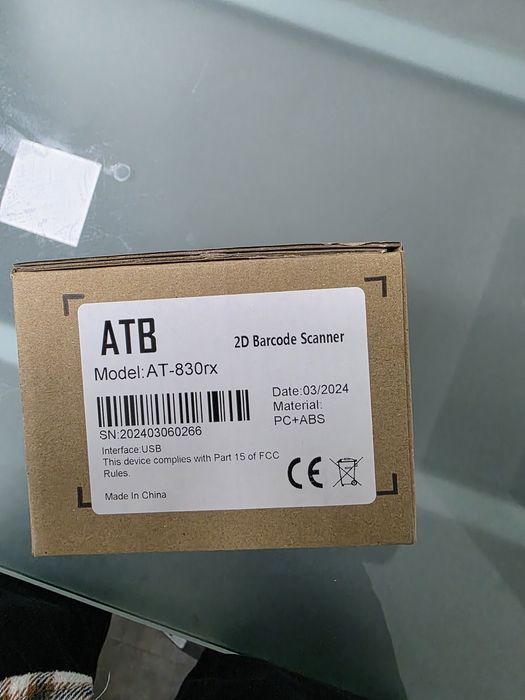 ATB
2D Barcode Scanner
Model:AT-830rx
Date:03/2024
Material:
PC+ABS
SN:202403060266
Interface:USB
This device complies with Part 15 of FCC
Rules.
CE
Made In China